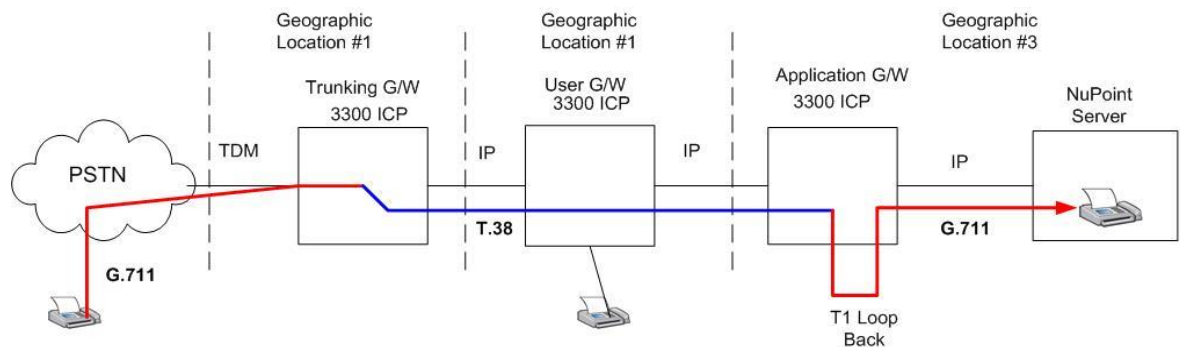 Geographic
Location #1
Geographic
Location #1
Geographic
Location #3
Trunking G/W
3300 ICP
User G/W
3300 ICP
Application G/W
3300 ICP
NuPoint
Server
PSTN
TDM
IP
IP
IP
G.711
T.38
G.711
T1 Loop
Back